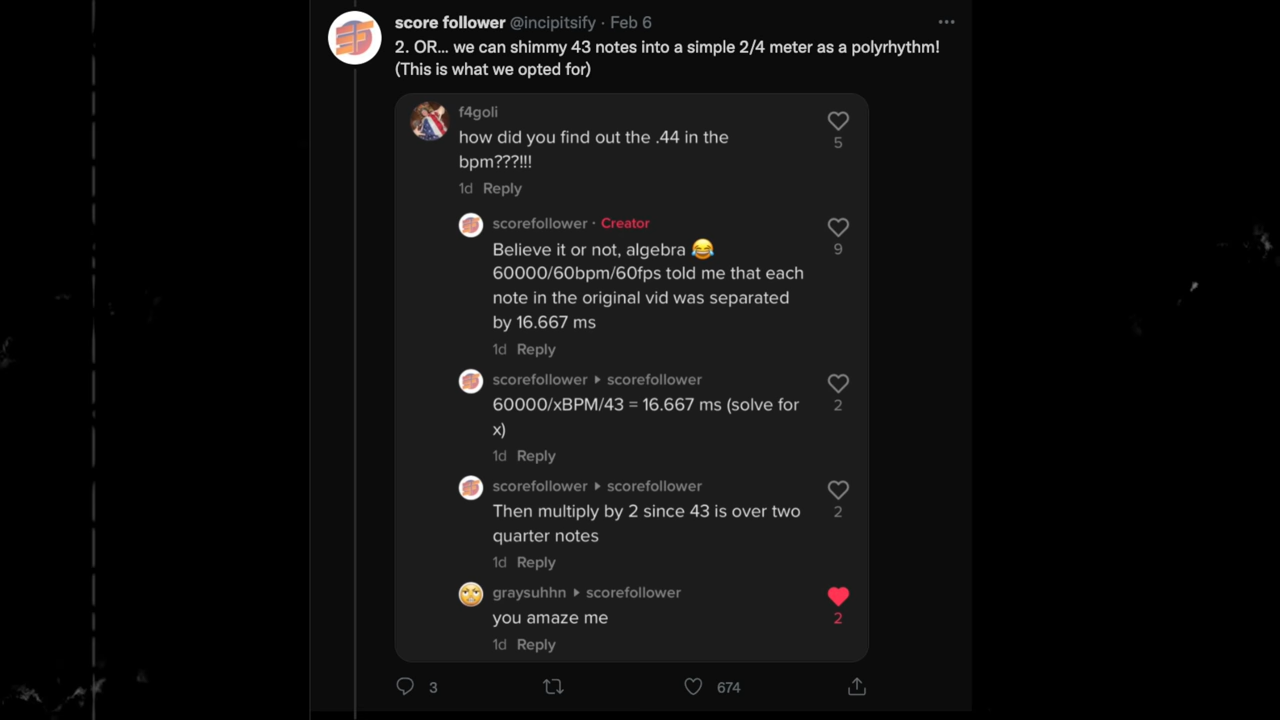 score follower @incipitsify · Feb 6
2. OR... we can shimmy 43 notes into a simple 2/4 meter as a polyrhythm!
(This is what we opted for)
f4goli
how did you find out the .44 in the
bpm???!!!
5
1d Reply
scorefollower · Creator
Believe it or not, algebra 😂
60000/60bpm/60fps told me that each
note in the original vid was separated
by 16.667 ms
9
1d Reply
scorefollower ▸ scorefollower
60000/xBPM/43 = 16.667 ms (solve for
x)
2
1d Reply
scorefollower ▸ scorefollower
Then multiply by 2 since 43 is over two
quarter notes
2
1d Reply
graysuhhn ▸ scorefollower
you amaze me
2
1d Reply
3 674